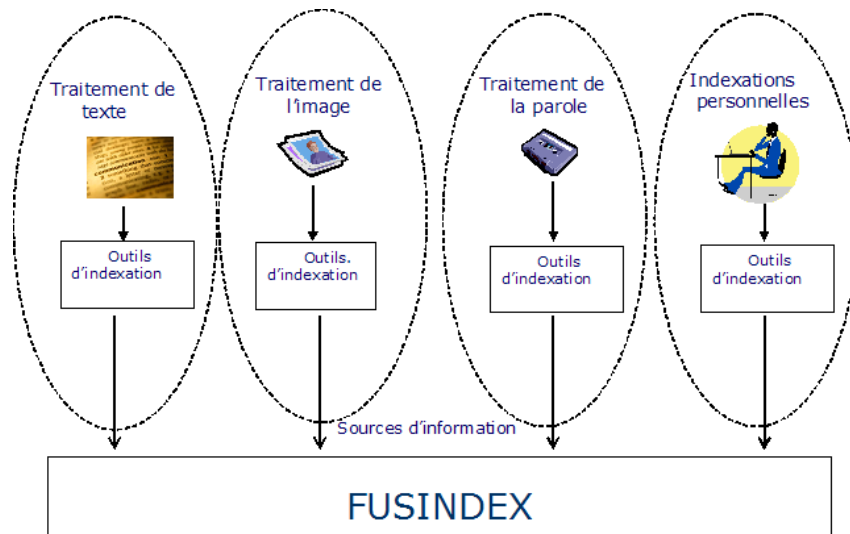 Traitement de
texte
Traitement de
l'image
Traitement de
la parole
Indexations
personnelles
communication
Outils
d'indexation
Outils.
d'indexation
Outils
d'indexation
Outils
d'indexation
Sources d'information
FUSINDEX